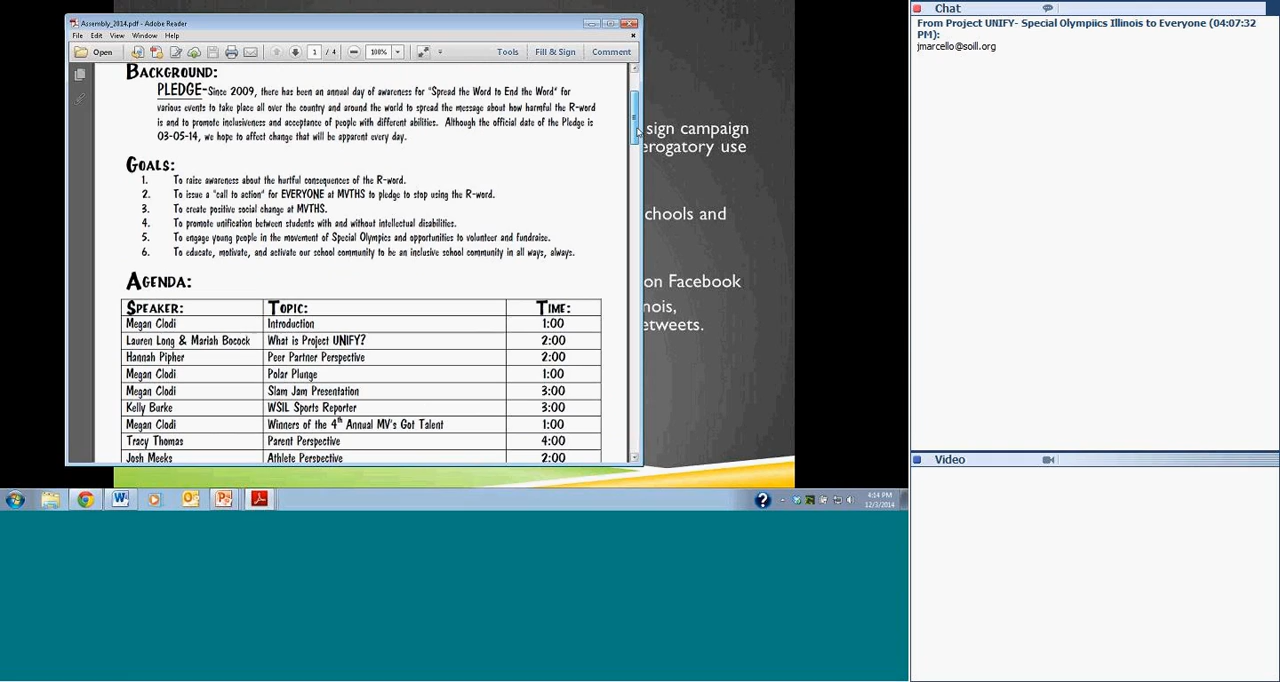 Assembly_2014.pdf - Adobe Reader
File Edit View Window Help
Open 1 / 4 100% Tools Fill & Sign Comment
BACKGROUND:
PLEDGE-Since 2009, there has been an annual day of awareness for "Spread the Word to End the Word" for
various events to take place all over the country and around the world to spread the message about how harmful the R-word
is and to promote inclusiveness and acceptance of people with different abilities. Although the official date of the Pledge is
03-05-14, we hope to affect change that will be apparent every day.
GOALS:
1. To raise awareness about the hurtful consequences of the R-word.
2. To issue a "call to action" for EVERYONE at MVTHS to pledge to stop using the R-word.
3. To create positive social change at MVTHS.
4. To promote unification between students with and without intellectual disabilities.
5. To engage young people in the movement of Special Olympics and opportunities to volunteer and fundraise.
6. To educate, motivate, and activate our school community to be an inclusive school community in all ways, always.
AGENDA:
SPEAKER: TOPIC: TIME:
Megan Clodi Introduction 1:00
Lauren Long & Mariah Bocock What is Project UNIFY? 2:00
Hannah Pipher Peer Partner Perspective 2:00
Megan Clodi Polar Plunge 1:00
Megan Clodi Slam Jam Presentation 3:00
Kelly Burke WSIL Sports Reporter 3:00
Megan Clodi Winners of the 4th Annual MV's Got Talent 1:00
Tracy Thomas Parent Perspective 4:00
Josh Meeks Athlete Perspective 2:00
sign campaign
erogatory use
chools and
on Facebook
nois,
etweets.
4:14 PM
12/3/2014
Chat
From Project UNIFY- Special Olympiics Illinois to Everyone (04:07:32
PM):
jmarcello@soill.org
Video